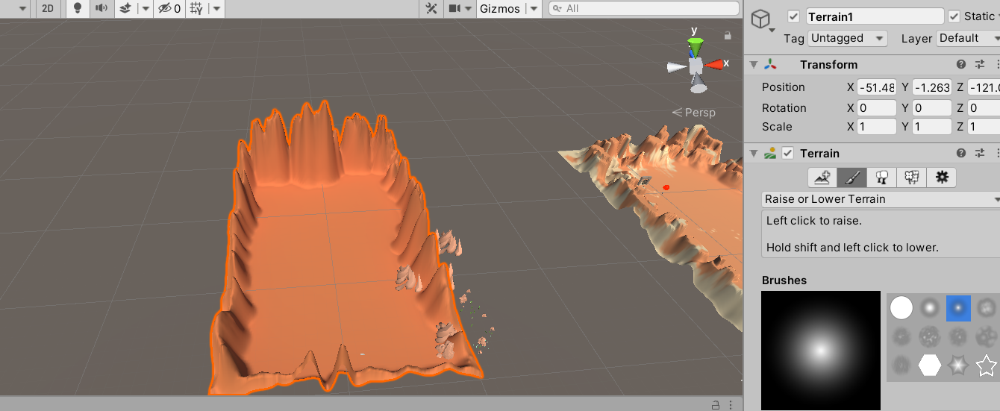 2D
0
Gizmos
All
y
x
Persp
Terrain1
Static
Tag Untagged Layer Default
Transform
Position X -51.48 Y -1.263 Z -121.0
Rotation X 0 Y 0 Z 0
Scale X 1 Y 1 Z 1
Terrain
Raise or Lower Terrain
Left click to raise.
Hold shift and left click to lower.
Brushes